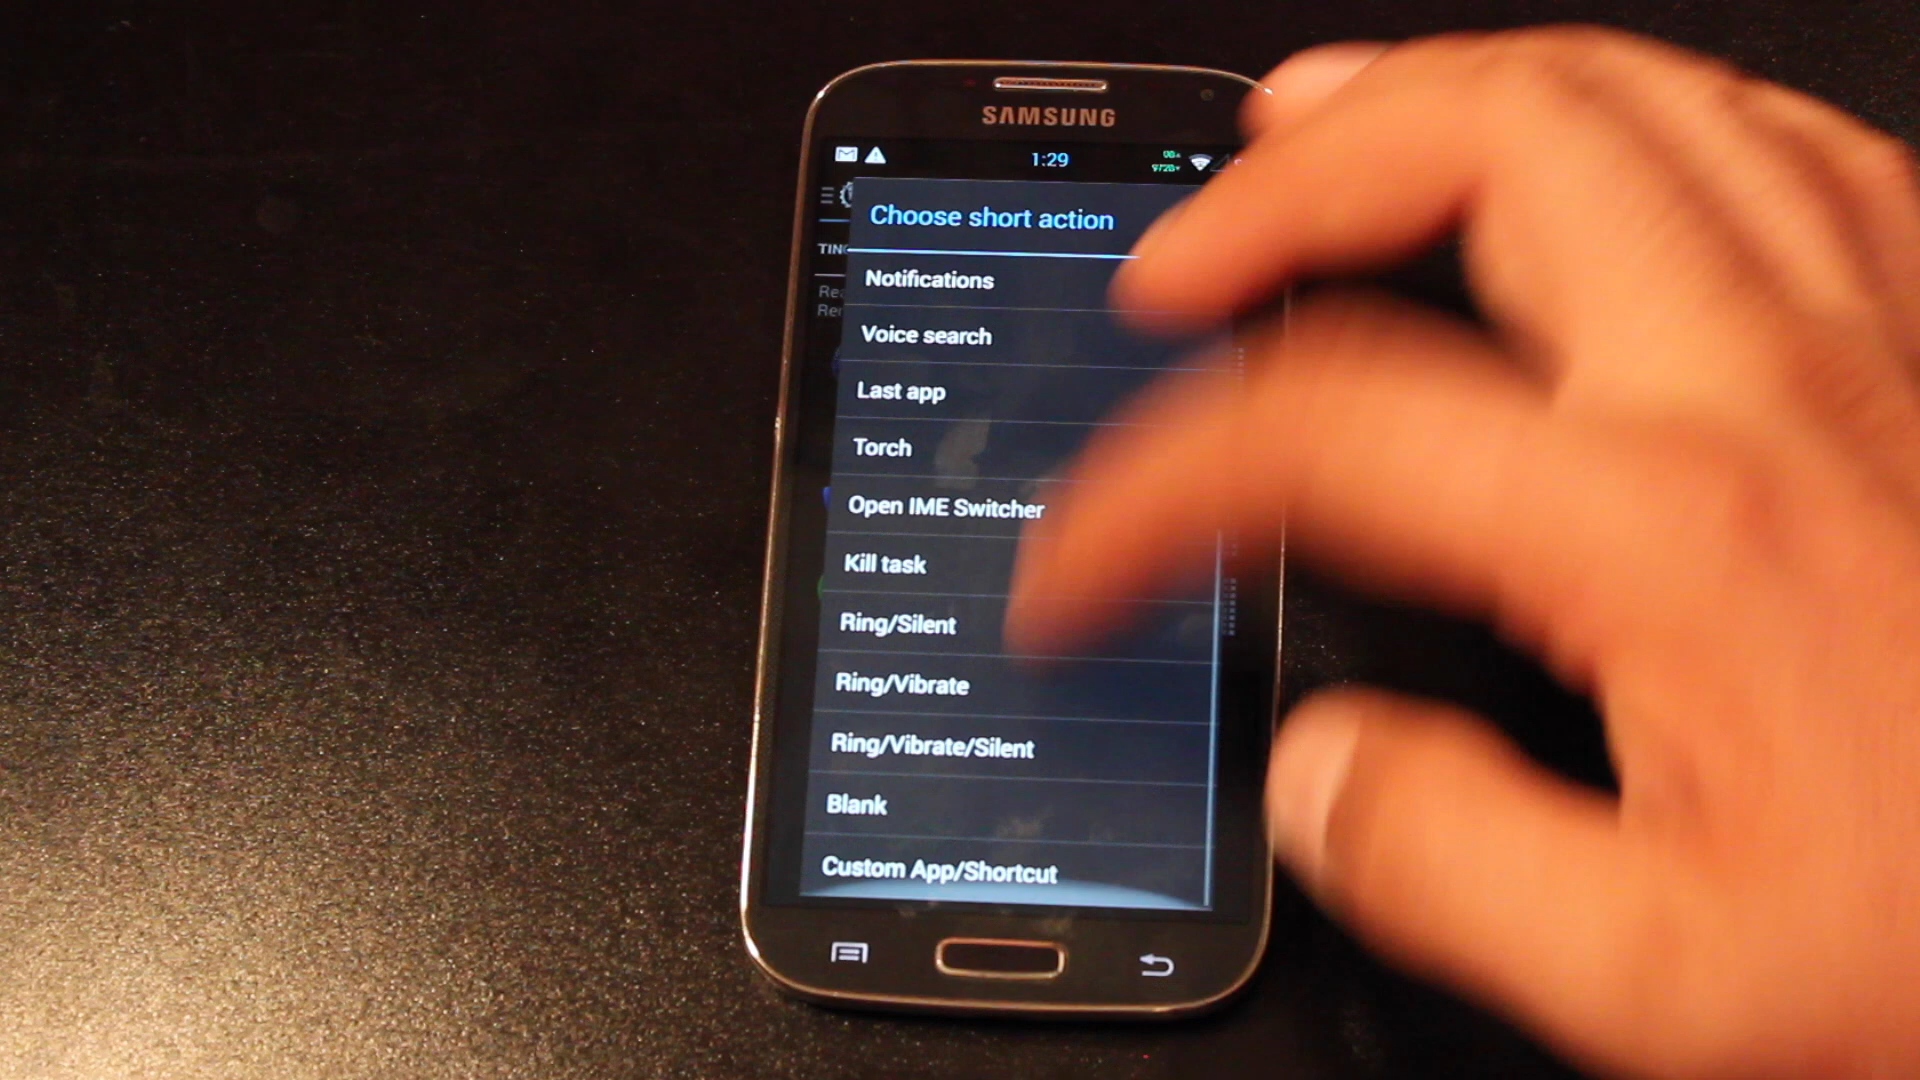 SAMSUNG
1:29
Choose short action
Notifications
Voice search
Last app
Torch
Open IME Switcher
Kill task
Ring/Silent
Ring/Vibrate
Ring/Vibrate/Silent
Blank
Custom App/Shortcut